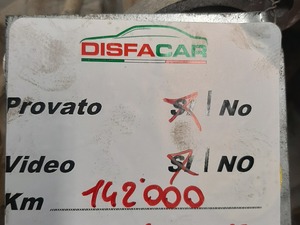 DISFACAR
Provato SI | No
Video SI | NO
Km 142'000